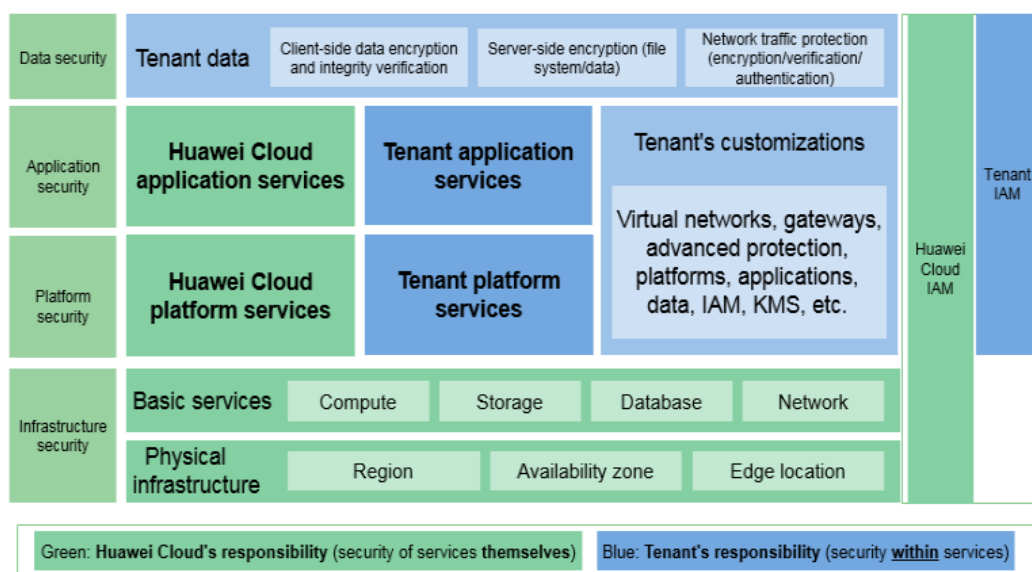 Data security
Tenant data
Client-side data encryption
and integrity verification
Server-side encryption (file
system/data)
Network traffic protection
(encryption/verification/
authentication)
Application
security
Huawei Cloud
application services
Tenant application
services
Tenant's customizations
Virtual networks, gateways,
advanced protection,
platforms, applications,
data, IAM, KMS, etc.
Platform
security
Huawei Cloud
platform services
Tenant platform
services
Huawei
Cloud
IAM
Tenant
IAM
Infrastructure
security
Basic services
Compute
Storage
Database
Network
Physical
infrastructure
Region
Availability zone
Edge location
Green: Huawei Cloud's responsibility (security of services themselves)
Blue: Tenant's responsibility (security within services)